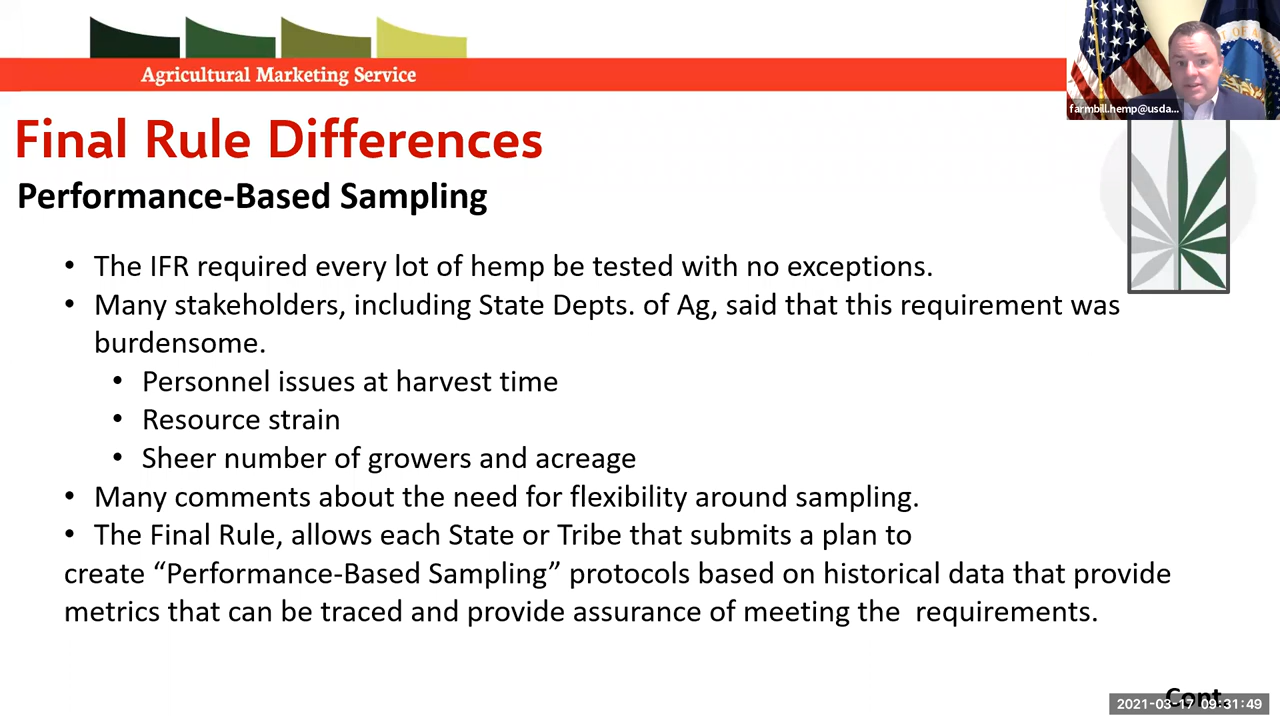 Agricultural Marketing Service
farmbill.hemp@usda...
Final Rule Differences
Performance-Based Sampling
• The IFR required every lot of hemp be tested with no exceptions.
• Many stakeholders, including State Depts. of Ag, said that this requirement was
burdensome.
• Personnel issues at harvest time
• Resource strain
• Sheer number of growers and acreage
• Many comments about the need for flexibility around sampling.
• The Final Rule, allows each State or Tribe that submits a plan to
create “Performance-Based Sampling” protocols based on historical data that provide
metrics that can be traced and provide assurance of meeting the  requirements.
Cont.
2021-03-17 09:31:49